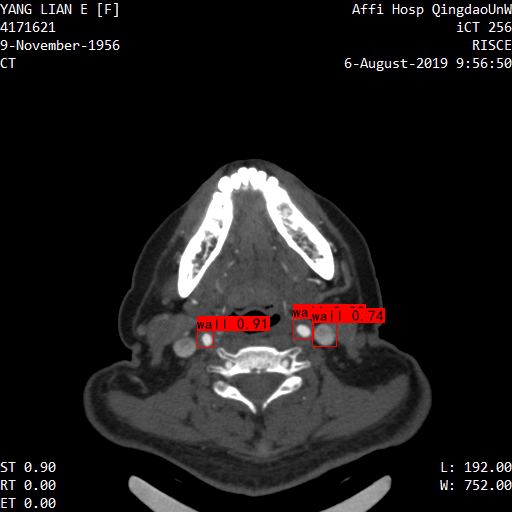 YANG LIAN E [F]
4171621
9-November-1956
CT
Affi Hosp QingdaoUnW
iCT 256
RISCE
6-August-2019 9:56:50
wall 0.91
wall 0.74
ST 0.90
RT 0.00
ET 0.00
L: 192.00
W: 752.00